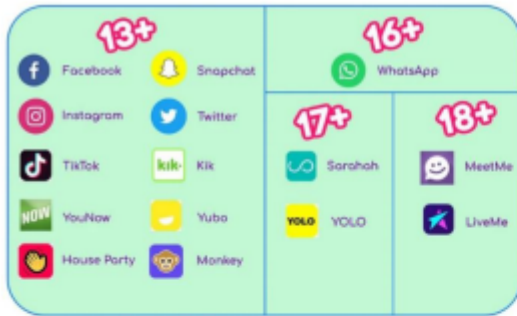 13+
Facebook
Snapchat
Instagram
Twitter
TikTok
kik
Kik
NOW
YouNow
Yubo
House Party
Monkey
16+
WhatsApp
17+
Sarahah
YOLO
YOLO
18+
MeetMe
LiveMe